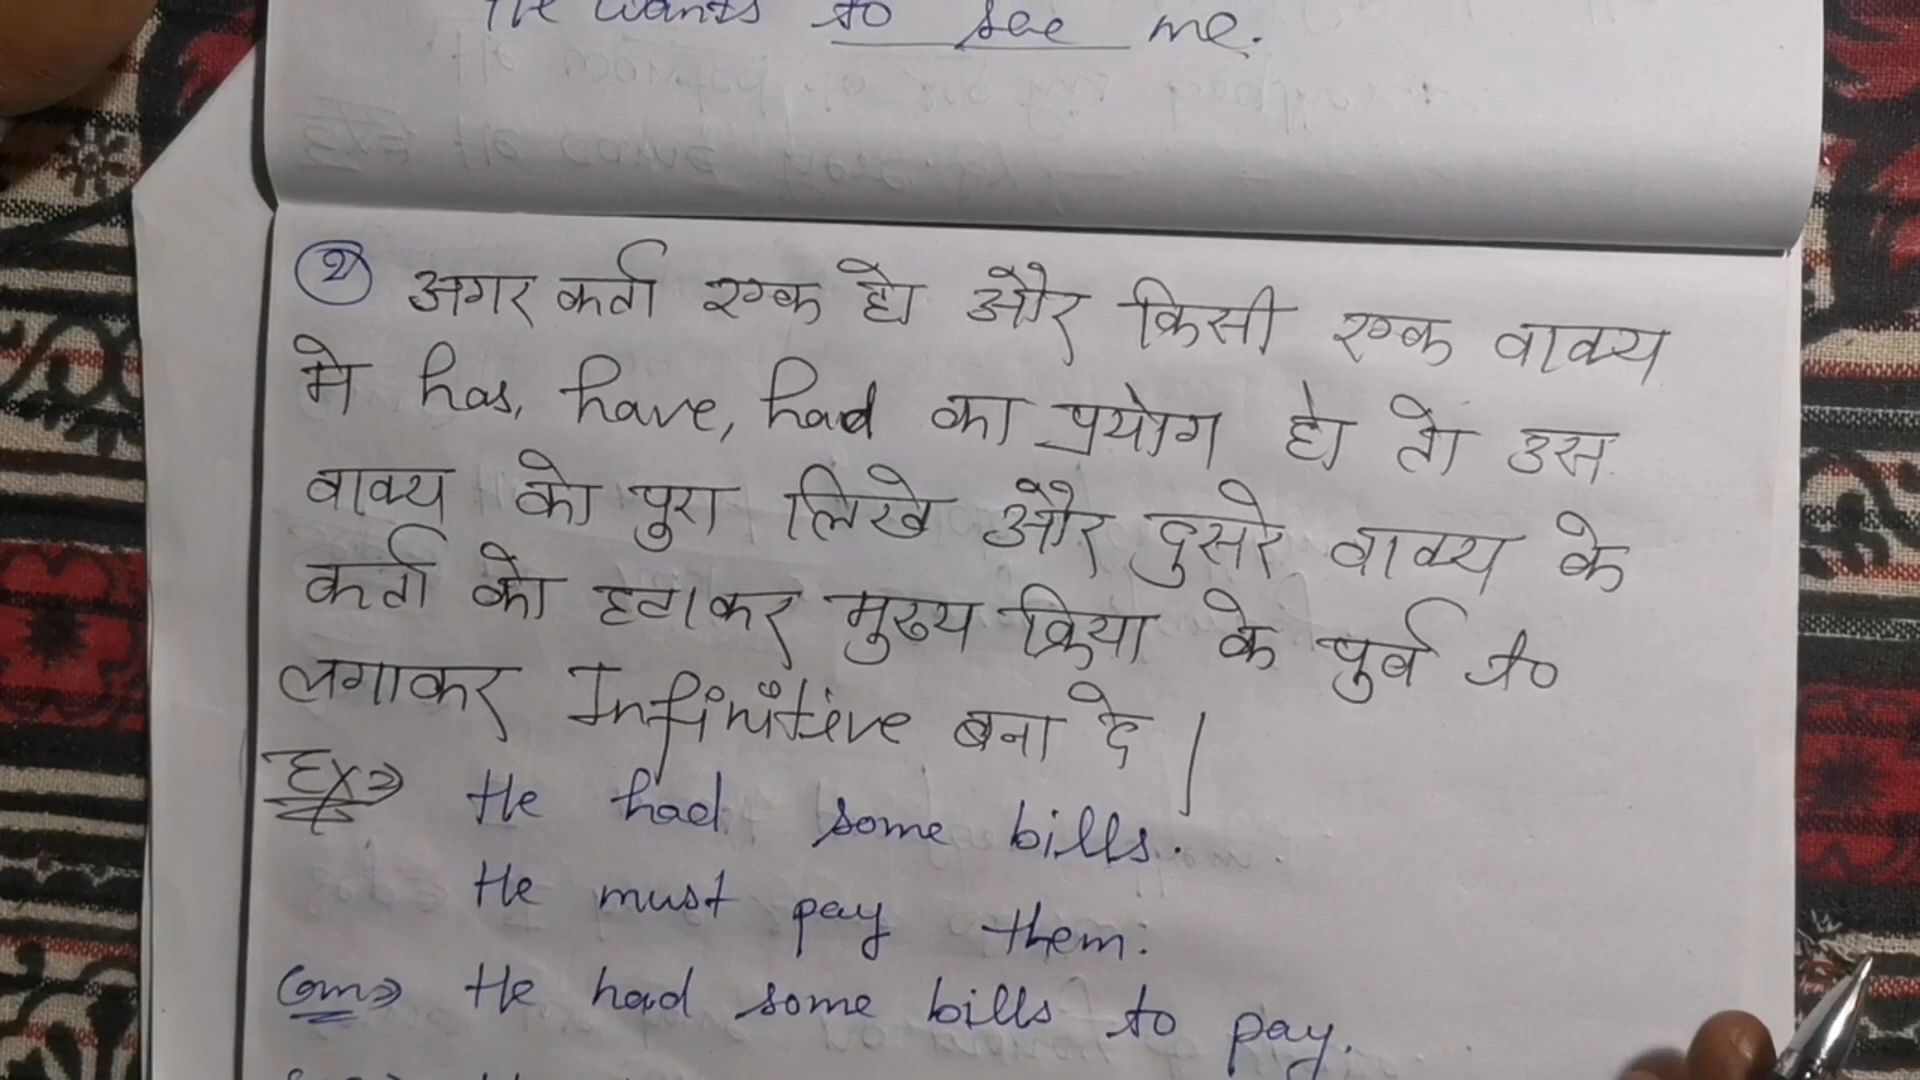 He wants to see me.
② अगर कर्ता एक हो और किसी एक वाक्य
मे has, have, had का प्रयोग हो तो उस
वाक्य को पुरा लिखे और दुसरे वाक्य के
कर्ता को हटाकर मुख्य क्रिया के पुर्व to
लगाकर Infinitive बना दे |
Ex⇒ He had some bills.
He must pay them.
Com⇒ He had some bills to pay.